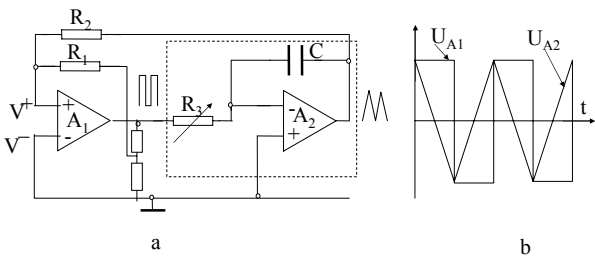 R2
R1
C
V+
+
A1
-
V−
R3
-
A2
+
a
UA1
UA2
t
b